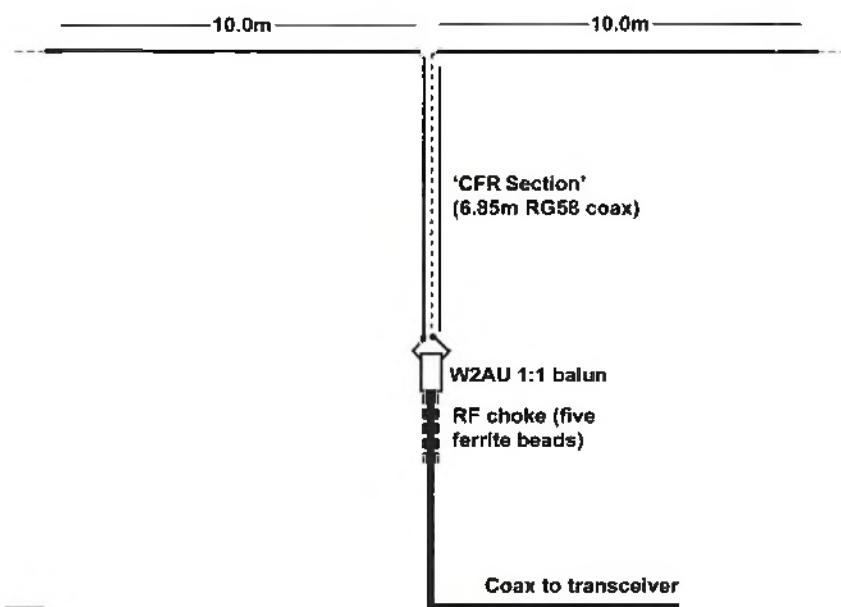 10.0m 10.0m
'CFR Section'
(6.85m RG58 coax)
W2AU 1:1 balun
RF choke (five
ferrite beads)
Coax to transceiver